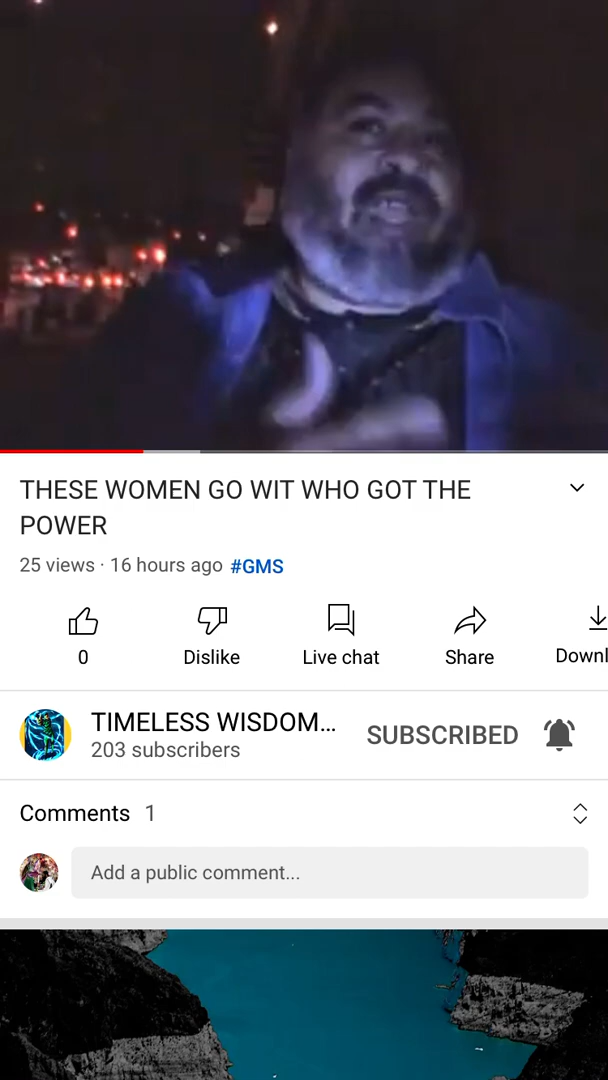 THESE WOMEN GO WIT WHO GOT THE
POWER
25 views · 16 hours ago #GMS
0
Dislike
Live chat
Share
Downl
TIMELESS WISDOM...
203 subscribers
SUBSCRIBED
Comments 1
Add a public comment...